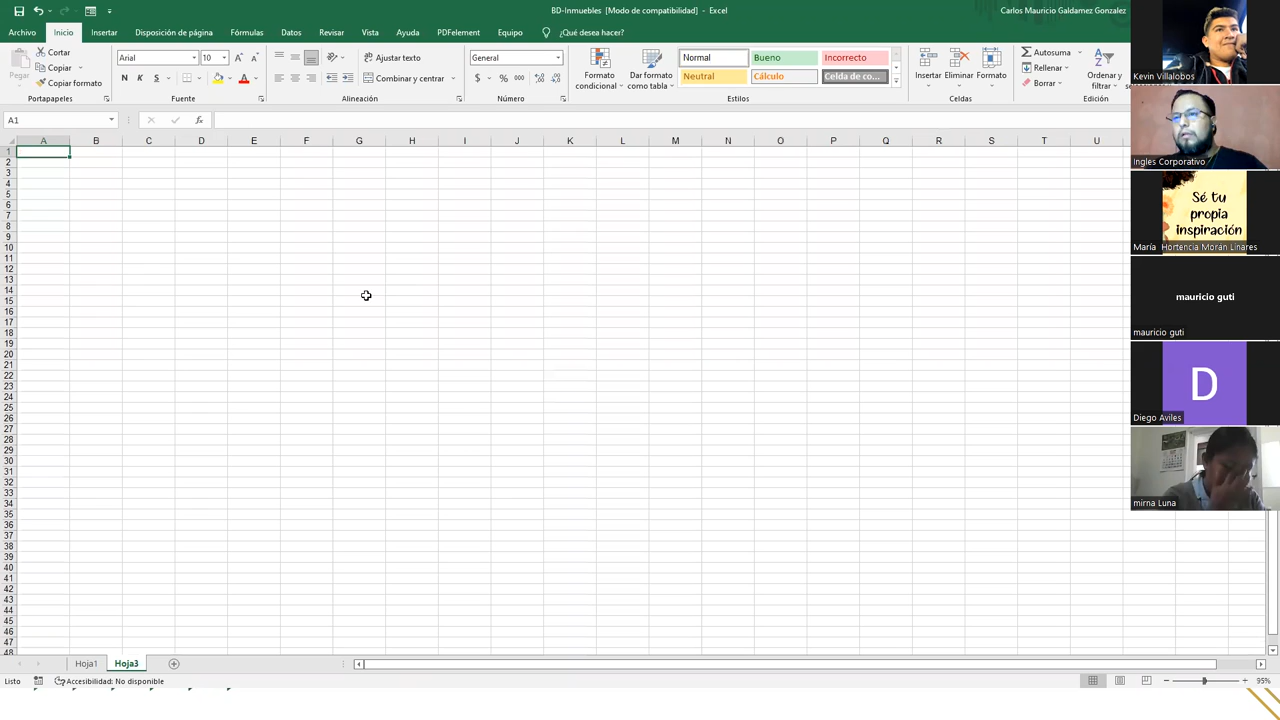 BD-Inmuebles [Modo de compatibilidad] - Excel
Carlos Mauricio Galdamez Gonzalez
Archivo Inicio Insertar Disposición de página Fórmulas Datos Revisar Vista Ayuda PDFelement Equipo ¿Qué desea hacer?
Pegar
Cortar
Copiar
Copiar formato
Portapapeles
Arial 10
N K S
Fuente
Ajustar texto
Combinar y centrar
Alineación
General
$ % 000
Número
Formato condicional
Dar formato como tabla
Normal Bueno Incorrecto
Neutral Cálculo Celda de co...
Estilos
Insertar Eliminar Formato
Celdas
Autosuma
Rellenar
Borrar
Ordenar y filtrar
Edición
A1
fx
A B C D E F G H I J K L M N O P Q R S T U
1
2
3
4
5
6
7
8
9
10
11
12
13
14
15
16
17
18
19
20
21
22
23
24
25
26
27
28
29
30
31
32
33
34
35
36
37
38
39
40
41
42
43
44
45
46
47
48
Kevin Villalobos
Ingles Corporativo
Sé tu
propia
inspiración
María Hortencia Morán Linares
mauricio guti
mauricio guti
D
Diego Aviles
mirna Luna
Hoja1 Hoja3
Listo Accesibilidad: No disponible
95%